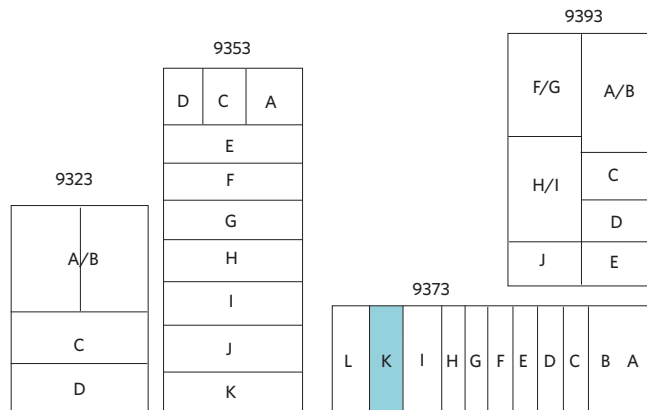 9323
A/B
C
D
9353
D C A
E
F
G
H
I
J
K
9393
F/G A/B
H/I C
D
J E
9373
L K I H G F E D C B A